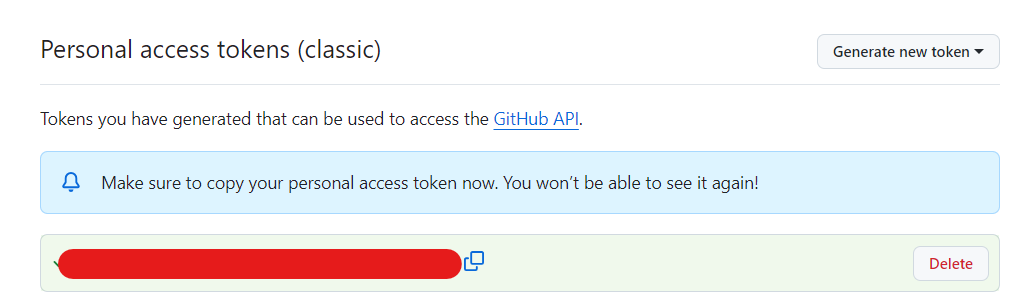 Personal access tokens (classic)
Generate new token
Tokens you have generated that can be used to access the GitHub API.
Make sure to copy your personal access token now. You won't be able to see it again!
Delete